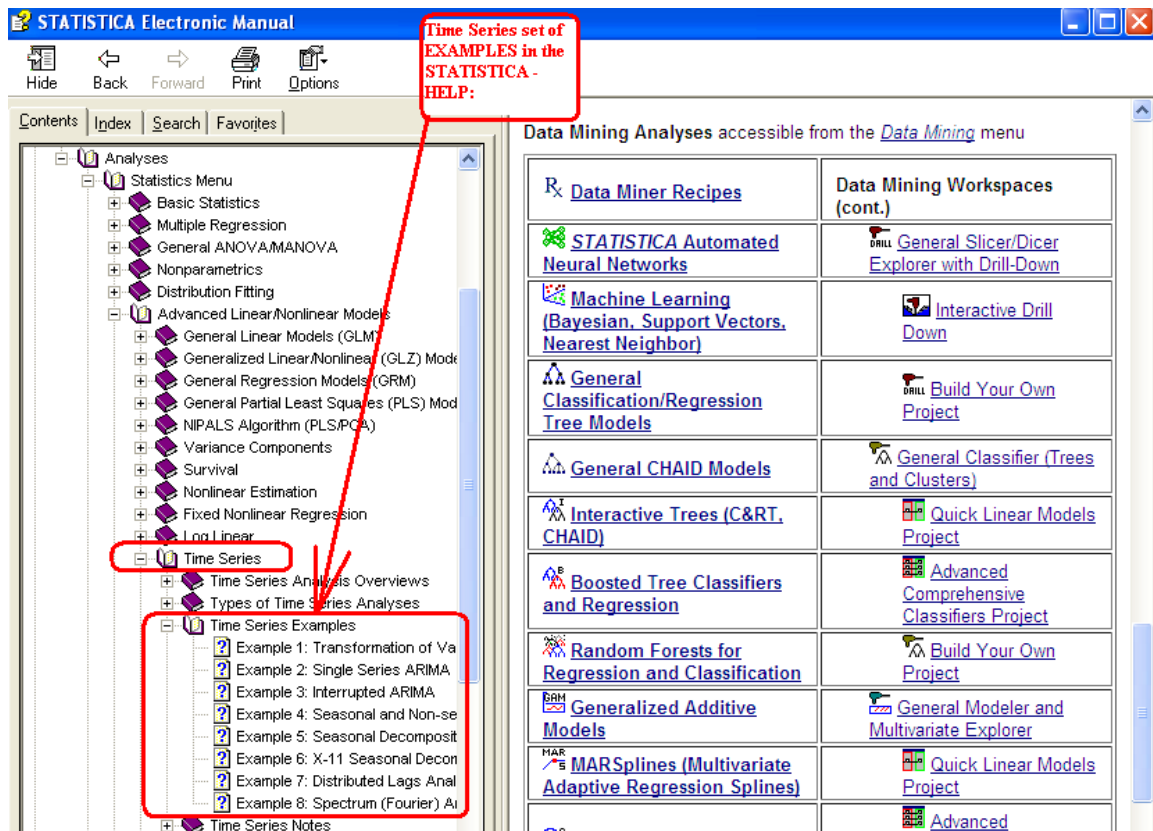 STATISTICA Electronic Manual
Time Series set of
EXAMPLES in the
STATISTICA -
HELP:
Hide Back Forward Print Options
Contents Index Search Favorites
Analyses
Statistics Menu
Basic Statistics
Multiple Regression
General ANOVA/MANOVA
Nonparametrics
Distribution Fitting
Advanced Linear/Nonlinear Models
General Linear Models (GLM)
Generalized Linear/Nonlinear (GLZ) Mode
General Regression Models (GRM)
General Partial Least Squares (PLS) Mod
NIPALS Algorithm (PLS/PCA)
Variance Components
Survival
Nonlinear Estimation
Fixed Nonlinear Regression
Log Linear
Time Series
Time Series Analysis Overviews
Types of Time Series Analyses
Time Series Examples
Example 1: Transformation of Va
Example 2: Single Series ARIMA
Example 3: Interrupted ARIMA
Example 4: Seasonal and Non-se
Example 5: Seasonal Decomposit
Example 6: X-11 Seasonal Decon
Example 7: Distributed Lags Anal
Example 8: Spectrum (Fourier) A
Time Series Notes
Data Mining Analyses accessible from the Data Mining menu
Rx Data Miner Recipes
Data Mining Workspaces
(cont.)
STATISTICA Automated
Neural Networks
DRILL General Slicer/Dicer
Explorer with Drill-Down
Machine Learning
(Bayesian, Support Vectors,
Nearest Neighbor)
Interactive Drill
Down
General
Classification/Regression
Tree Models
DRILL Build Your Own
Project
General CHAID Models
General Classifier (Trees
and Clusters)
Interactive Trees (C&RT,
CHAID)
Quick Linear Models
Project
Boosted Tree Classifiers
and Regression
Advanced
Comprehensive
Classifiers Project
Random Forests for
Regression and Classification
Build Your Own
Project
GAM Generalized Additive
Models
General Modeler and
Multivariate Explorer
MAR S MARSplines (Multivariate
Adaptive Regression Splines)
Quick Linear Models
Project
Advanced